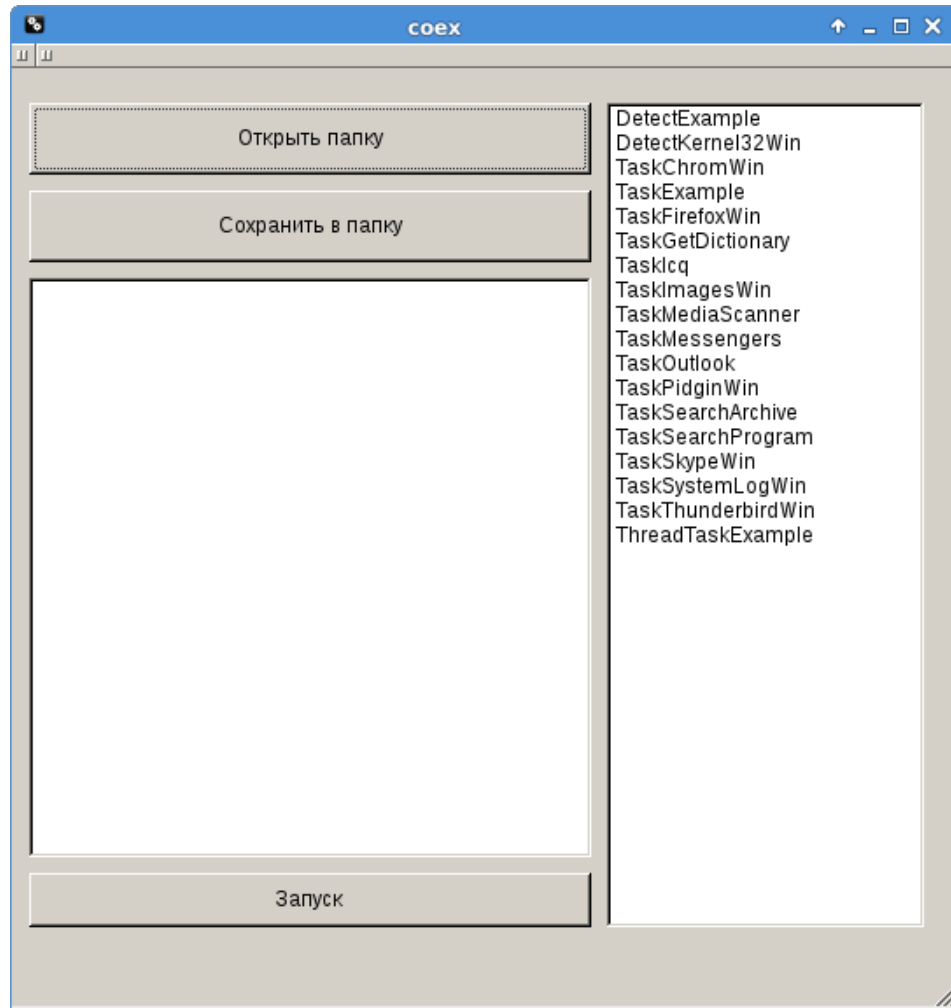 coex
Открыть папку
Сохранить в папку
Запуск
DetectExample
DetectKernel32Win
TaskChromWin
TaskExample
TaskFirefoxWin
TaskGetDictionary
TaskIcq
TaskImagesWin
TaskMediaScanner
TaskMessengers
TaskOutlook
TaskPidginWin
TaskSearchArchive
TaskSearchProgram
TaskSkypeWin
TaskSystemLogWin
TaskThunderbirdWin
ThreadTaskExample